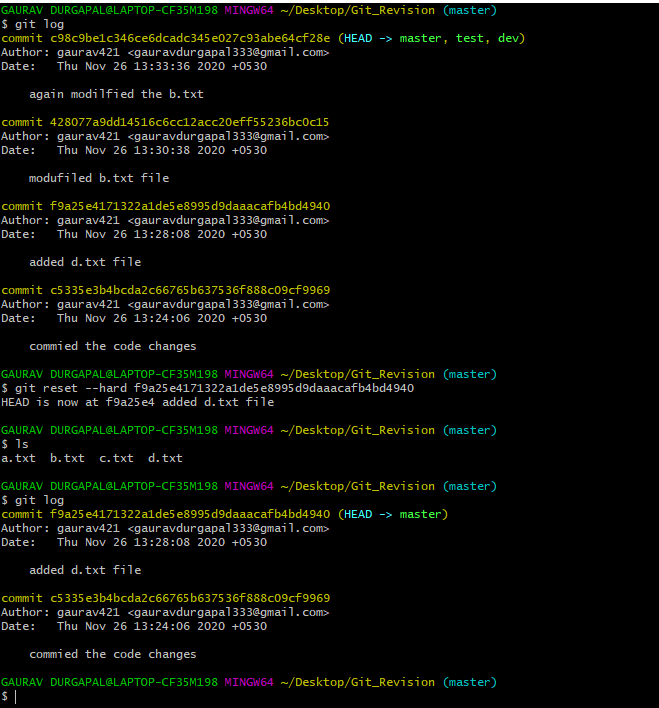 GAURAV DURGAPAL@LAPTOP-CF35M198 MINGW64 ~/Desktop/Git_Revision (master)
$ git log
commit c98c9be1c346ce6dcadc345e027c93abe64cf28e (HEAD -> master, test, dev)
Author: gaurav421 <gauravdurgapal333@gmail.com>
Date:   Thu Nov 26 13:33:36 2020 +0530

    again modilfied the b.txt

commit 428077a9dd14516c6cc12acc20eff55236bc0c15
Author: gaurav421 <gauravdurgapal333@gmail.com>
Date:   Thu Nov 26 13:30:38 2020 +0530

    modufiled b.txt file

commit f9a25e4171322a1de5e8995d9daaacafb4bd4940
Author: gaurav421 <gauravdurgapal333@gmail.com>
Date:   Thu Nov 26 13:28:08 2020 +0530

    added d.txt file

commit c5335e3b4bcda2c66765b637536f888c09cf9969
Author: gaurav421 <gauravdurgapal333@gmail.com>
Date:   Thu Nov 26 13:24:06 2020 +0530

    commied the code changes

GAURAV DURGAPAL@LAPTOP-CF35M198 MINGW64 ~/Desktop/Git_Revision (master)
$ git reset --hard f9a25e4171322a1de5e8995d9daaacafb4bd4940
HEAD is now at f9a25e4 added d.txt file

GAURAV DURGAPAL@LAPTOP-CF35M198 MINGW64 ~/Desktop/Git_Revision (master)
$ ls
a.txt  b.txt  c.txt  d.txt

GAURAV DURGAPAL@LAPTOP-CF35M198 MINGW64 ~/Desktop/Git_Revision (master)
$ git log
commit f9a25e4171322a1de5e8995d9daaacafb4bd4940 (HEAD -> master)
Author: gaurav421 <gauravdurgapal333@gmail.com>
Date:   Thu Nov 26 13:28:08 2020 +0530

    added d.txt file

commit c5335e3b4bcda2c66765b637536f888c09cf9969
Author: gaurav421 <gauravdurgapal333@gmail.com>
Date:   Thu Nov 26 13:24:06 2020 +0530

    commied the code changes

GAURAV DURGAPAL@LAPTOP-CF35M198 MINGW64 ~/Desktop/Git_Revision (master)
$